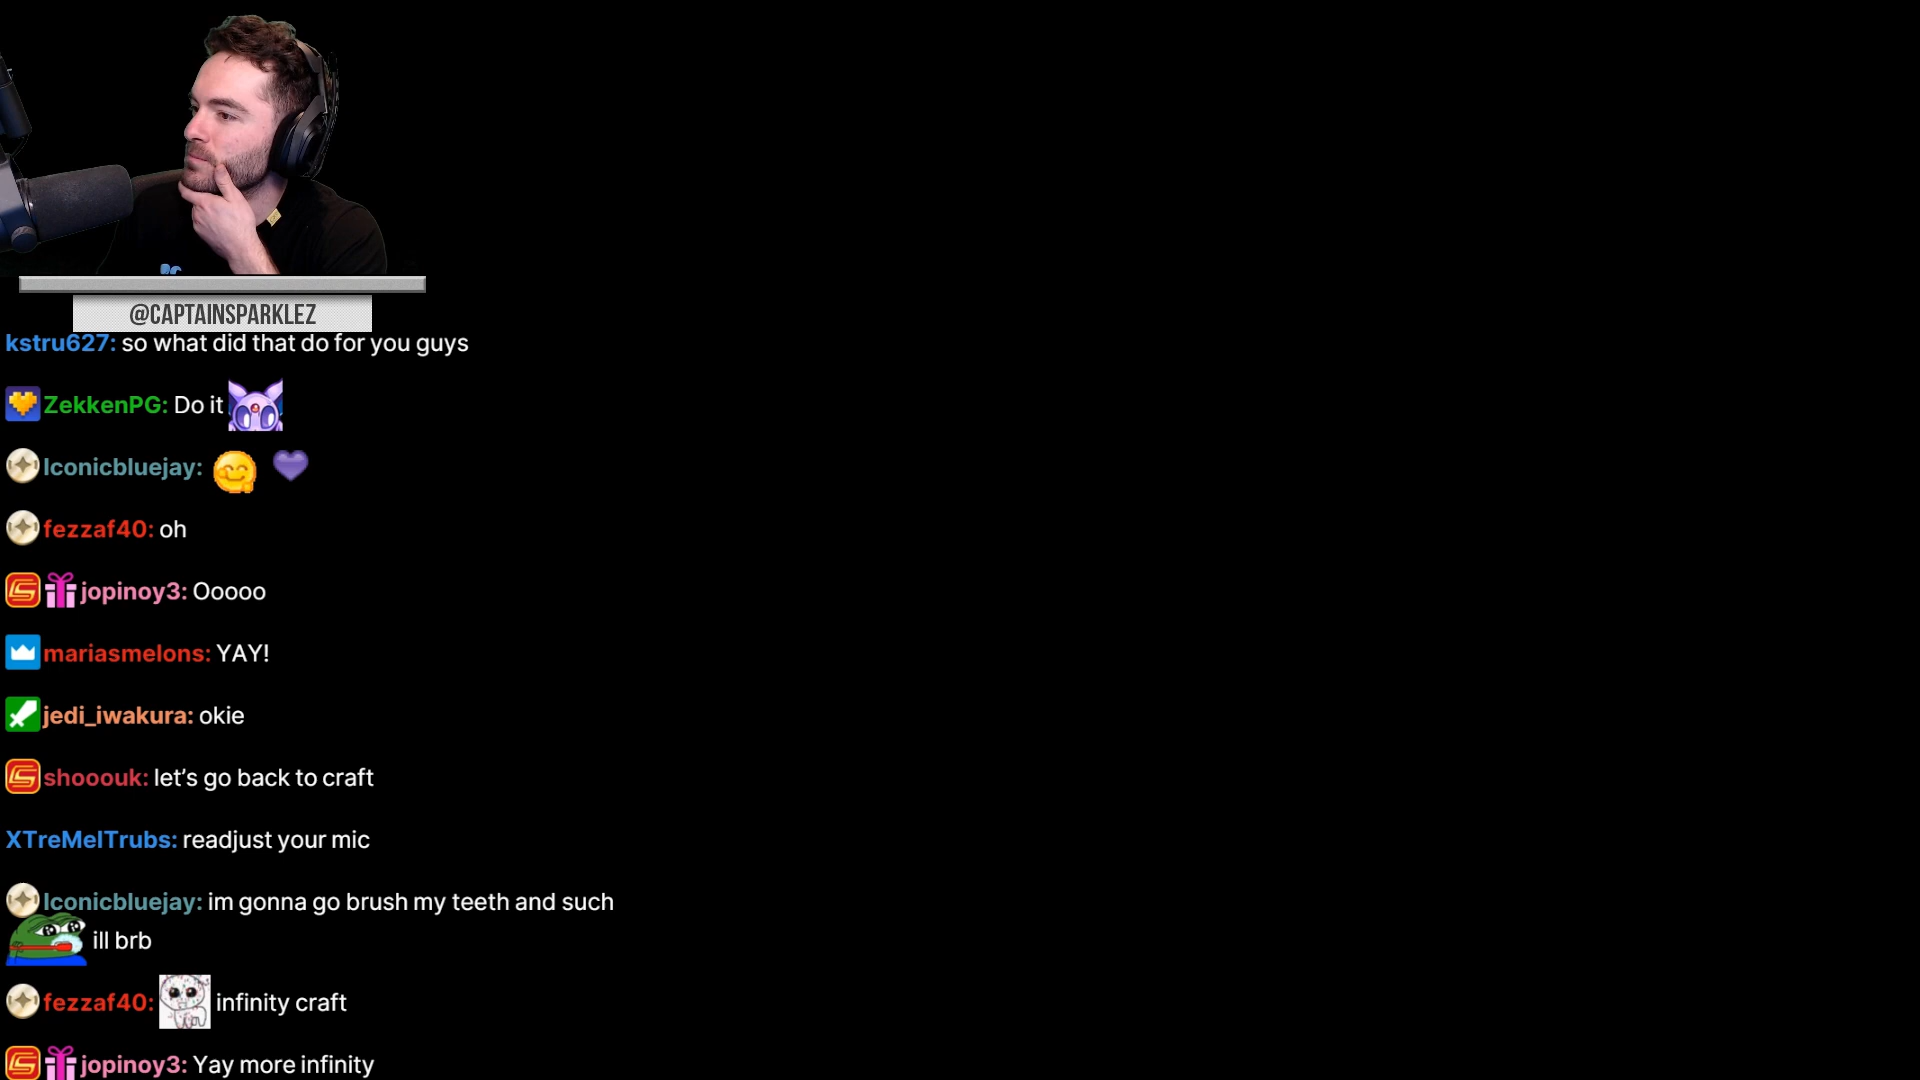 @CAPTAINSPARKLEZ
kstru627: so what did that do for you guys
ZekkenPG: Do it
Iconicbluejay:
fezzaf40: oh
jopinoy3: Ooooo
mariasmelons: YAY!
jedi_iwakura: okie
shooouk: let’s go back to craft
XTreMeITrubs: readjust your mic
Iconicbluejay: im gonna go brush my teeth and such
ill brb
fezzaf40: infinity craft
jopinoy3: Yay more infinity